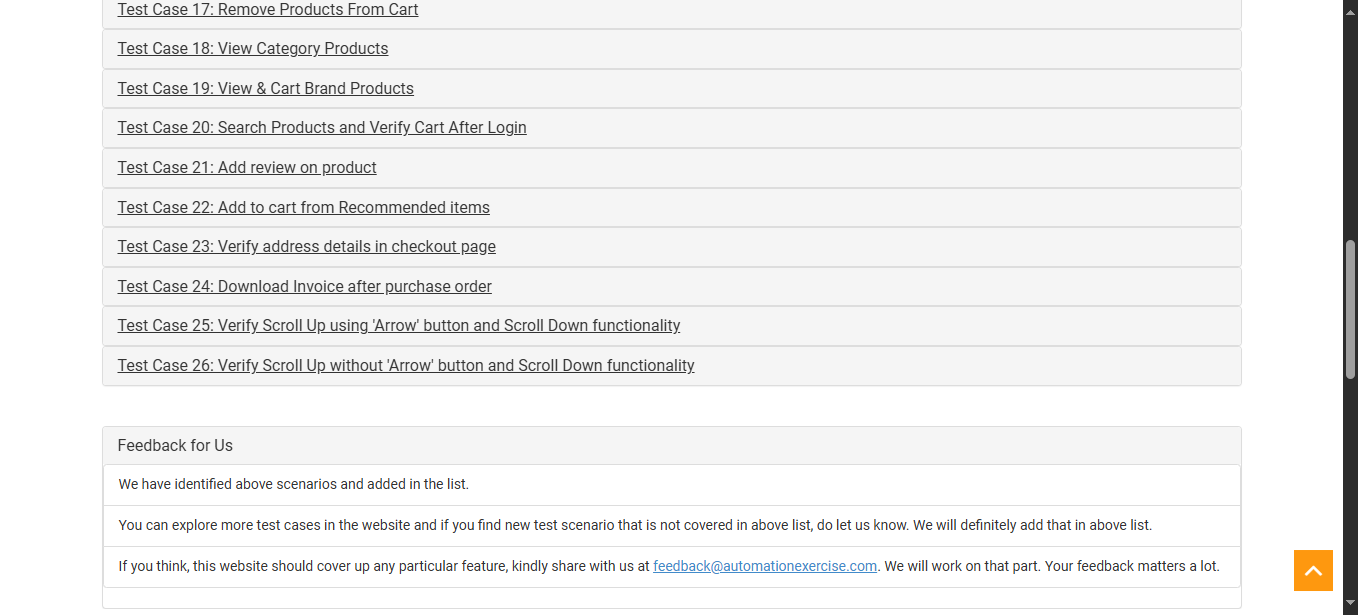 Test Case 17: Remove Products From Cart
Test Case 18: View Category Products
Test Case 19: View & Cart Brand Products
Test Case 20: Search Products and Verify Cart After Login
Test Case 21: Add review on product
Test Case 22: Add to cart from Recommended items
Test Case 23: Verify address details in checkout page
Test Case 24: Download Invoice after purchase order
Test Case 25: Verify Scroll Up using 'Arrow' button and Scroll Down functionality
Test Case 26: Verify Scroll Up without 'Arrow' button and Scroll Down functionality
Feedback for Us
We have identified above scenarios and added in the list.
You can explore more test cases in the website and if you find new test scenario that is not covered in above list, do let us know. We will definitely add that in above list.
If you think, this website should cover up any particular feature, kindly share with us at feedback@automationexercise.com. We will work on that part. Your feedback matters a lot.